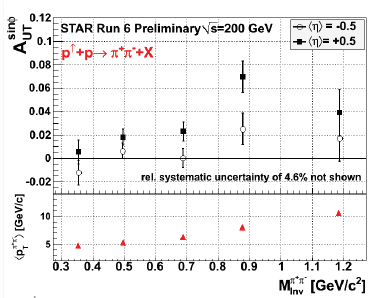 STAR Run 6 Preliminary √s=200 GeV
⟨η⟩ = -0.5
⟨η⟩ = +0.5
p↑+p→ π⁺π⁻+X
A_UT^sinφ
0.12
0.1
0.08
0.06
0.04
0.02
0
-0.02
rel. systematic uncertainty of 4.6% not shown
⟨p_T^π⁺π⁻⟩ [GeV/c]
10
5
0.3 0.4 0.5 0.6 0.7 0.8 0.9 1 1.1 1.2
M_inv^π⁺π⁻ [GeV/c²]